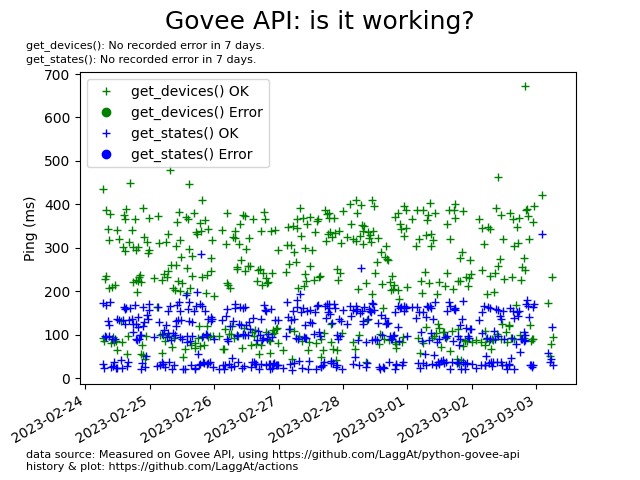 Govee API: is it working?
get_devices(): No recorded error in 7 days.
get_states(): No recorded error in 7 days.
700
600
500
400
300
200
100
0
Ping (ms)
get_devices() OK
get_devices() Error
get_states() OK
get_states() Error
2023-02-24
2023-02-25
2023-02-26
2023-02-27
2023-02-28
2023-03-01
2023-03-02
2023-03-03
data source: Measured on Govee API, using https://github.com/LaggAt/python-govee-api
history & plot: https://github.com/LaggAt/actions